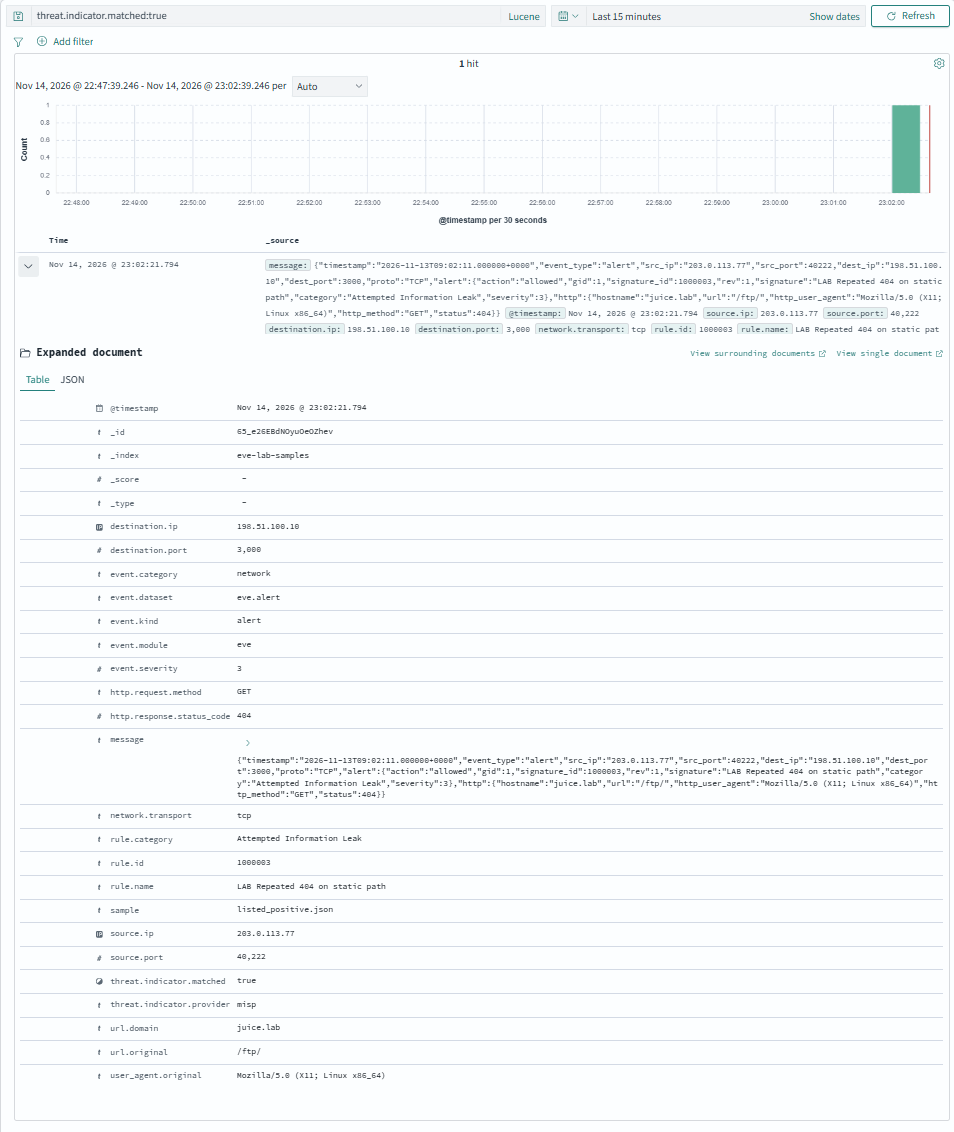 threat.indicator.matched:true
Lucene
Last 15 minutes
Show dates
Refresh
Add filter
1 hit
Nov 14, 2026 @ 22:47:39.246 - Nov 14, 2026 @ 23:02:39.246 per
Auto
Count
1
0.8
0.6
0.4
0.2
0
22:48:00 22:49:00 22:50:00 22:51:00 22:52:00 22:53:00 22:54:00 22:55:00 22:56:00 22:57:00 22:58:00 22:59:00 23:00:00 23:01:00 23:02:00
@timestamp per 30 seconds
Time _source
Nov 14, 2026 @ 23:02:21.794
message: {"timestamp":"2026-11-13T09:02:11.000000+0000","event_type":"alert","src_ip":"203.0.113.77","src_port":40222,"dest_ip":"198.51.100.
10","dest_port":3000,"proto":"TCP","alert":{"action":"allowed","gid":1,"signature_id":1000003,"rev":1,"signature":"LAB Repeated 404 on static
path","category":"Attempted Information Leak","severity":3},"http":{"hostname":"juice.lab","url":"/ftp/","http_user_agent":"Mozilla/5.0 (X11;
Linux x86_64)","http_method":"GET","status":404}} @timestamp: Nov 14, 2026 @ 23:02:21.794 source.ip: 203.0.113.77 source.port: 40,222
destination.ip: 198.51.100.10 destination.port: 3,000 network.transport: tcp rule.id: 1000003 rule.name: LAB Repeated 404 on static pat
Expanded document
View surrounding documents
View single document
Table
JSON
@timestamp Nov 14, 2026 @ 23:02:21.794
t _id 65_e26EBdNOyuOeOZhev
t _index eve-lab-samples
# _score –
t _type –
destination.ip 198.51.100.10
# destination.port 3,000
t event.category network
t event.dataset eve.alert
t event.kind alert
t event.module eve
# event.severity 3
t http.request.method GET
# http.response.status_code 404
t message
{"timestamp":"2026-11-13T09:02:11.000000+0000","event_type":"alert","src_ip":"203.0.113.77","src_port":40222,"dest_ip":"198.51.100.10","dest_por
t":3000,"proto":"TCP","alert":{"action":"allowed","gid":1,"signature_id":1000003,"rev":1,"signature":"LAB Repeated 404 on static path","categor
y":"Attempted Information Leak","severity":3},"http":{"hostname":"juice.lab","url":"/ftp/","http_user_agent":"Mozilla/5.0 (X11; Linux x86_64)","ht
tp_method":"GET","status":404}}
t network.transport tcp
t rule.category Attempted Information Leak
t rule.id 1000003
t rule.name LAB Repeated 404 on static path
t sample listed_positive.json
source.ip 203.0.113.77
# source.port 40,222
threat.indicator.matched true
t threat.indicator.provider misp
t url.domain juice.lab
t url.original /ftp/
t user_agent.original Mozilla/5.0 (X11; Linux x86_64)